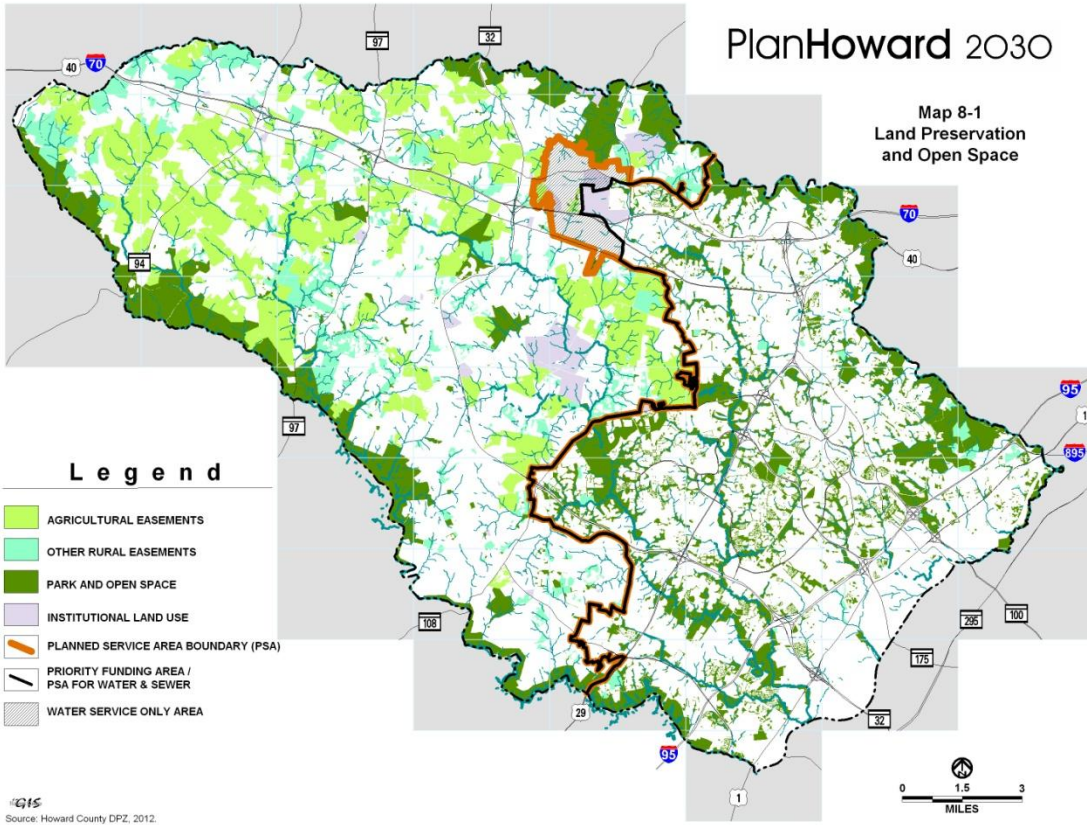 PlanHoward 2030
Map 8-1
Land Preservation
and Open Space
40
70
97
32
70
40
94
95
1
895
97
Legend
AGRICULTURAL EASEMENTS
OTHER RURAL EASEMENTS
PARK AND OPEN SPACE
INSTITUTIONAL LAND USE
PLANNED SERVICE AREA BOUNDARY (PSA)
PRIORITY FUNDING AREA /
PSA FOR WATER & SEWER
WATER SERVICE ONLY AREA
108
100
295
175
29
32
95
1
N
0 1.5 3
MILES
GIS
Source: Howard County DPZ, 2012.